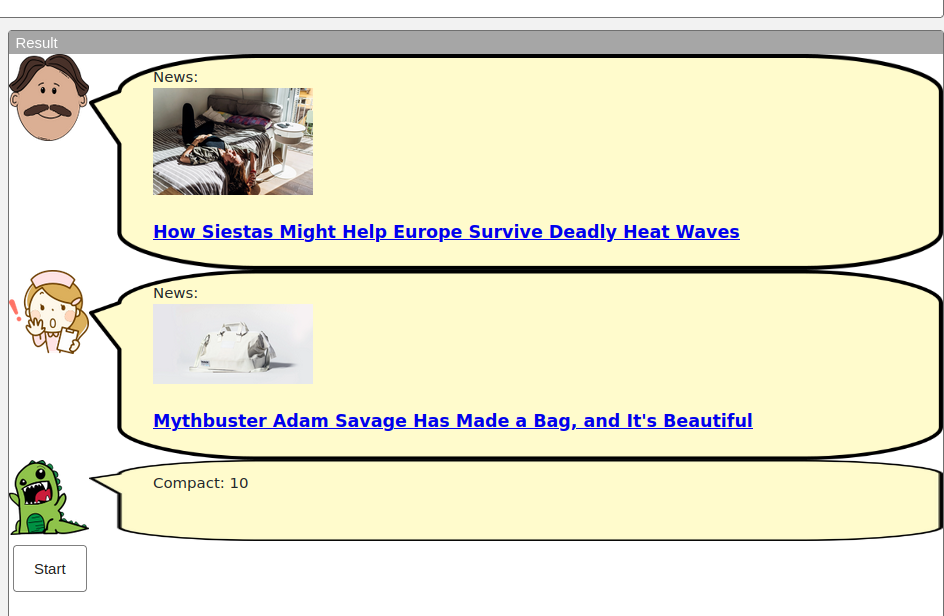 Result
News:
How Siestas Might Help Europe Survive Deadly Heat Waves
News:
Mythbuster Adam Savage Has Made a Bag, and It's Beautiful
Compact: 10
Start